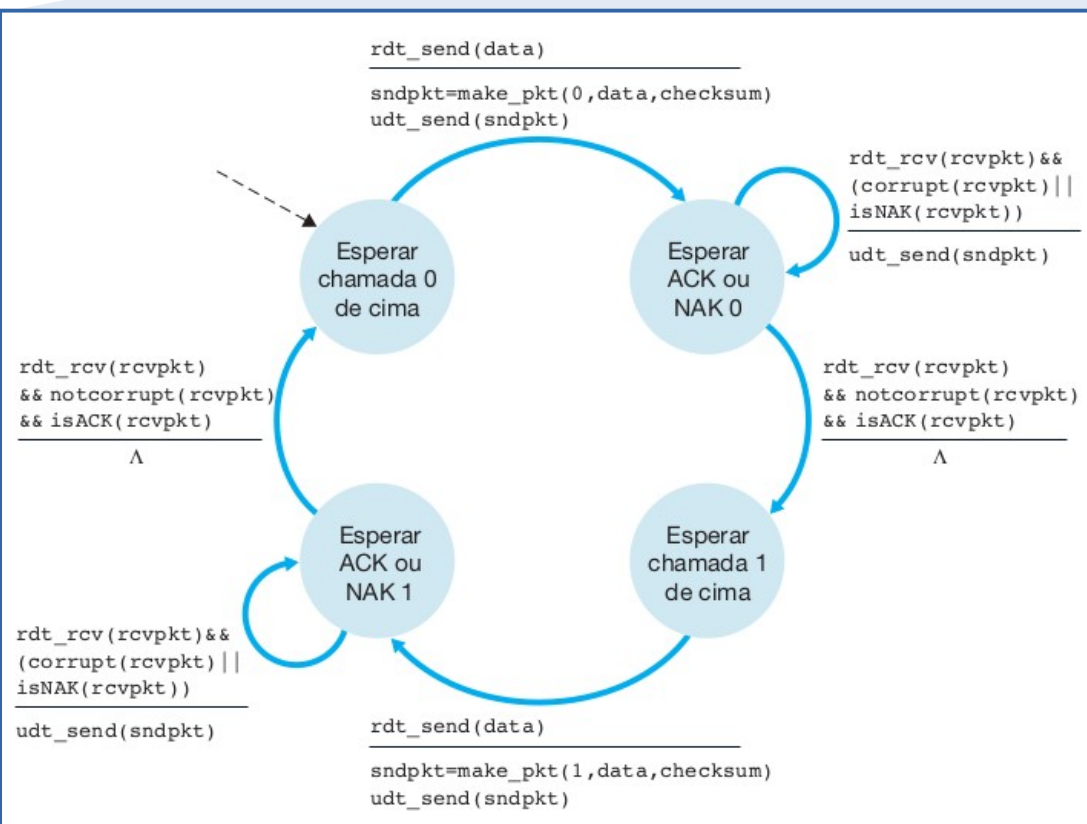 rdt_send(data)
sndpkt=make_pkt(0,data,checksum)
udt_send(sndpkt)
rdt_rcv(rcvpkt)&&
(corrupt(rcvpkt)||
isNAK(rcvpkt))
udt_send(sndpkt)
Esperar
chamada 0
de cima
Esperar
ACK ou
NAK 0
rdt_rcv(rcvpkt)
&& notcorrupt(rcvpkt)
&& isACK(rcvpkt)
Λ
rdt_rcv(rcvpkt)
&& notcorrupt(rcvpkt)
&& isACK(rcvpkt)
Λ
Esperar
ACK ou
NAK 1
Esperar
chamada 1
de cima
rdt_rcv(rcvpkt)&&
(corrupt(rcvpkt)||
isNAK(rcvpkt))
udt_send(sndpkt)
rdt_send(data)
sndpkt=make_pkt(1,data,checksum)
udt_send(sndpkt)